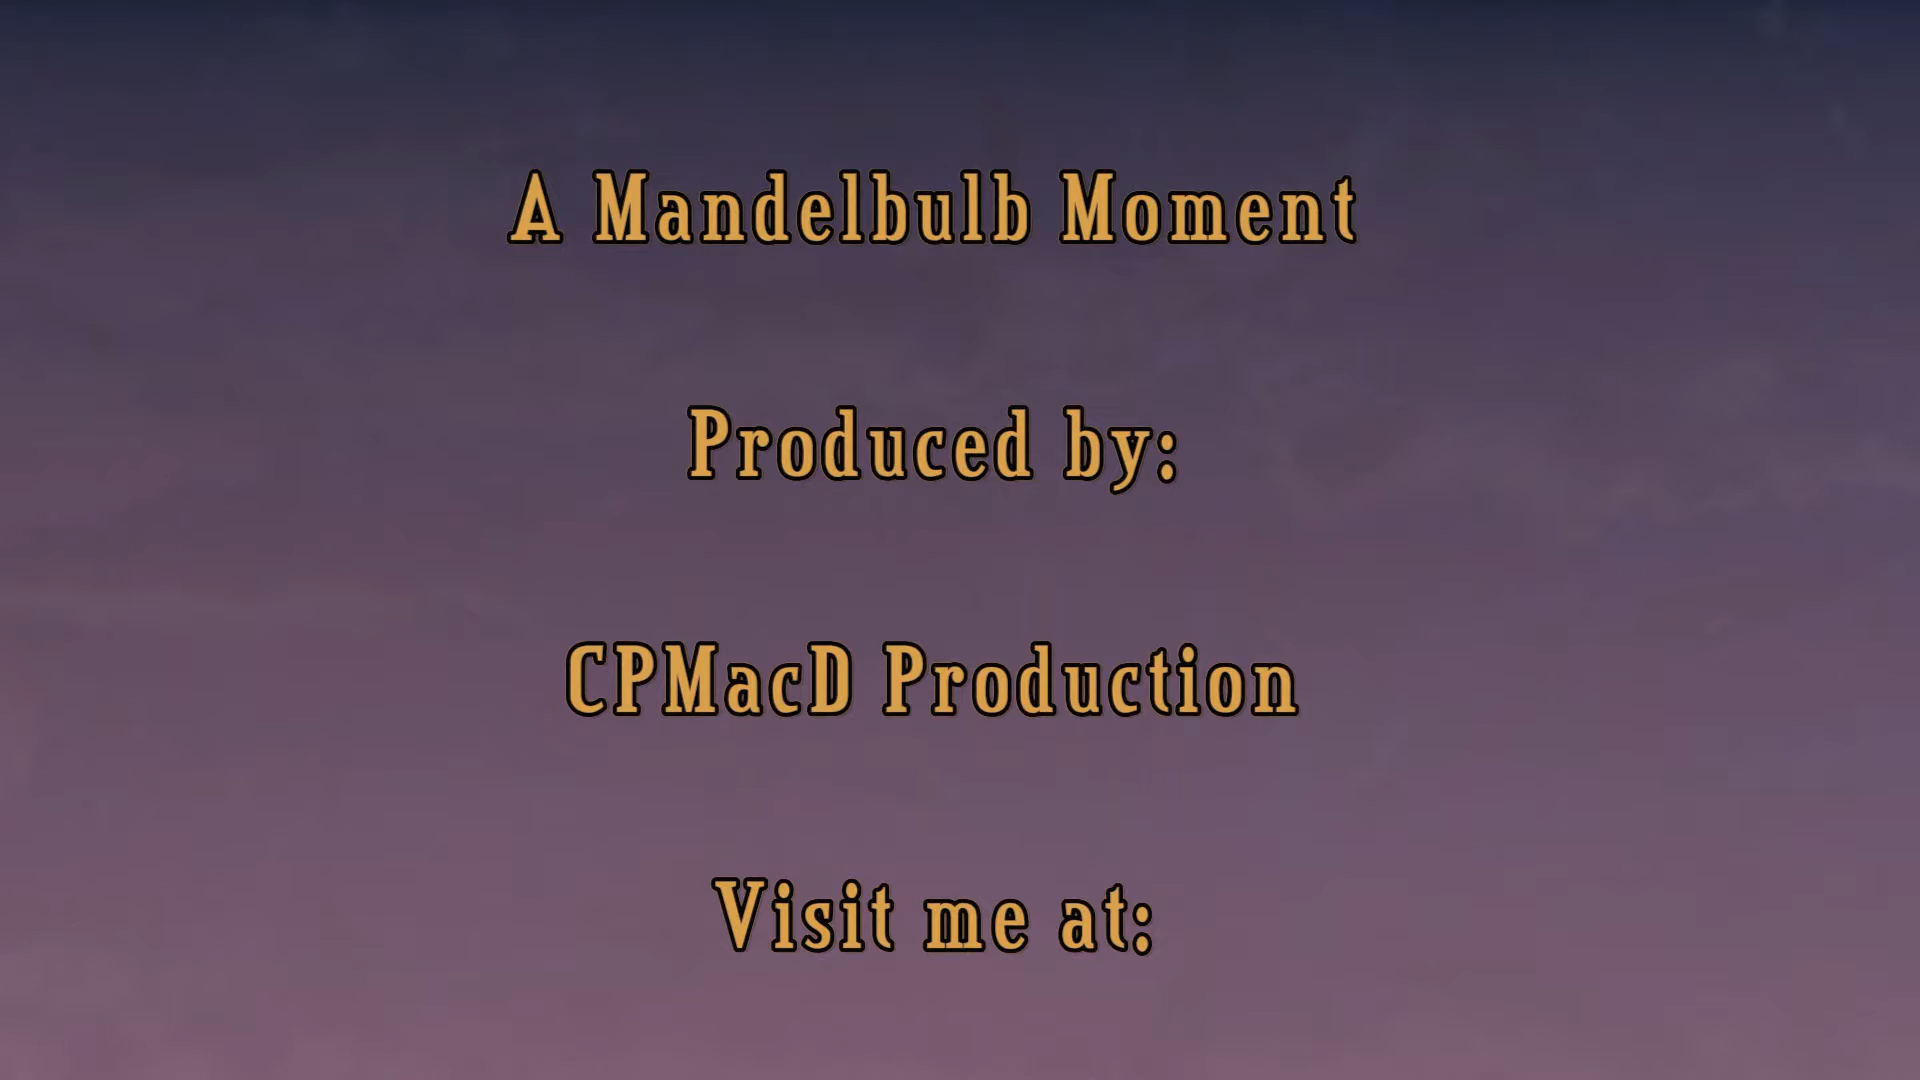 A Mandelbulb Moment
Produced by:
CPMacD Production
Visit me at: